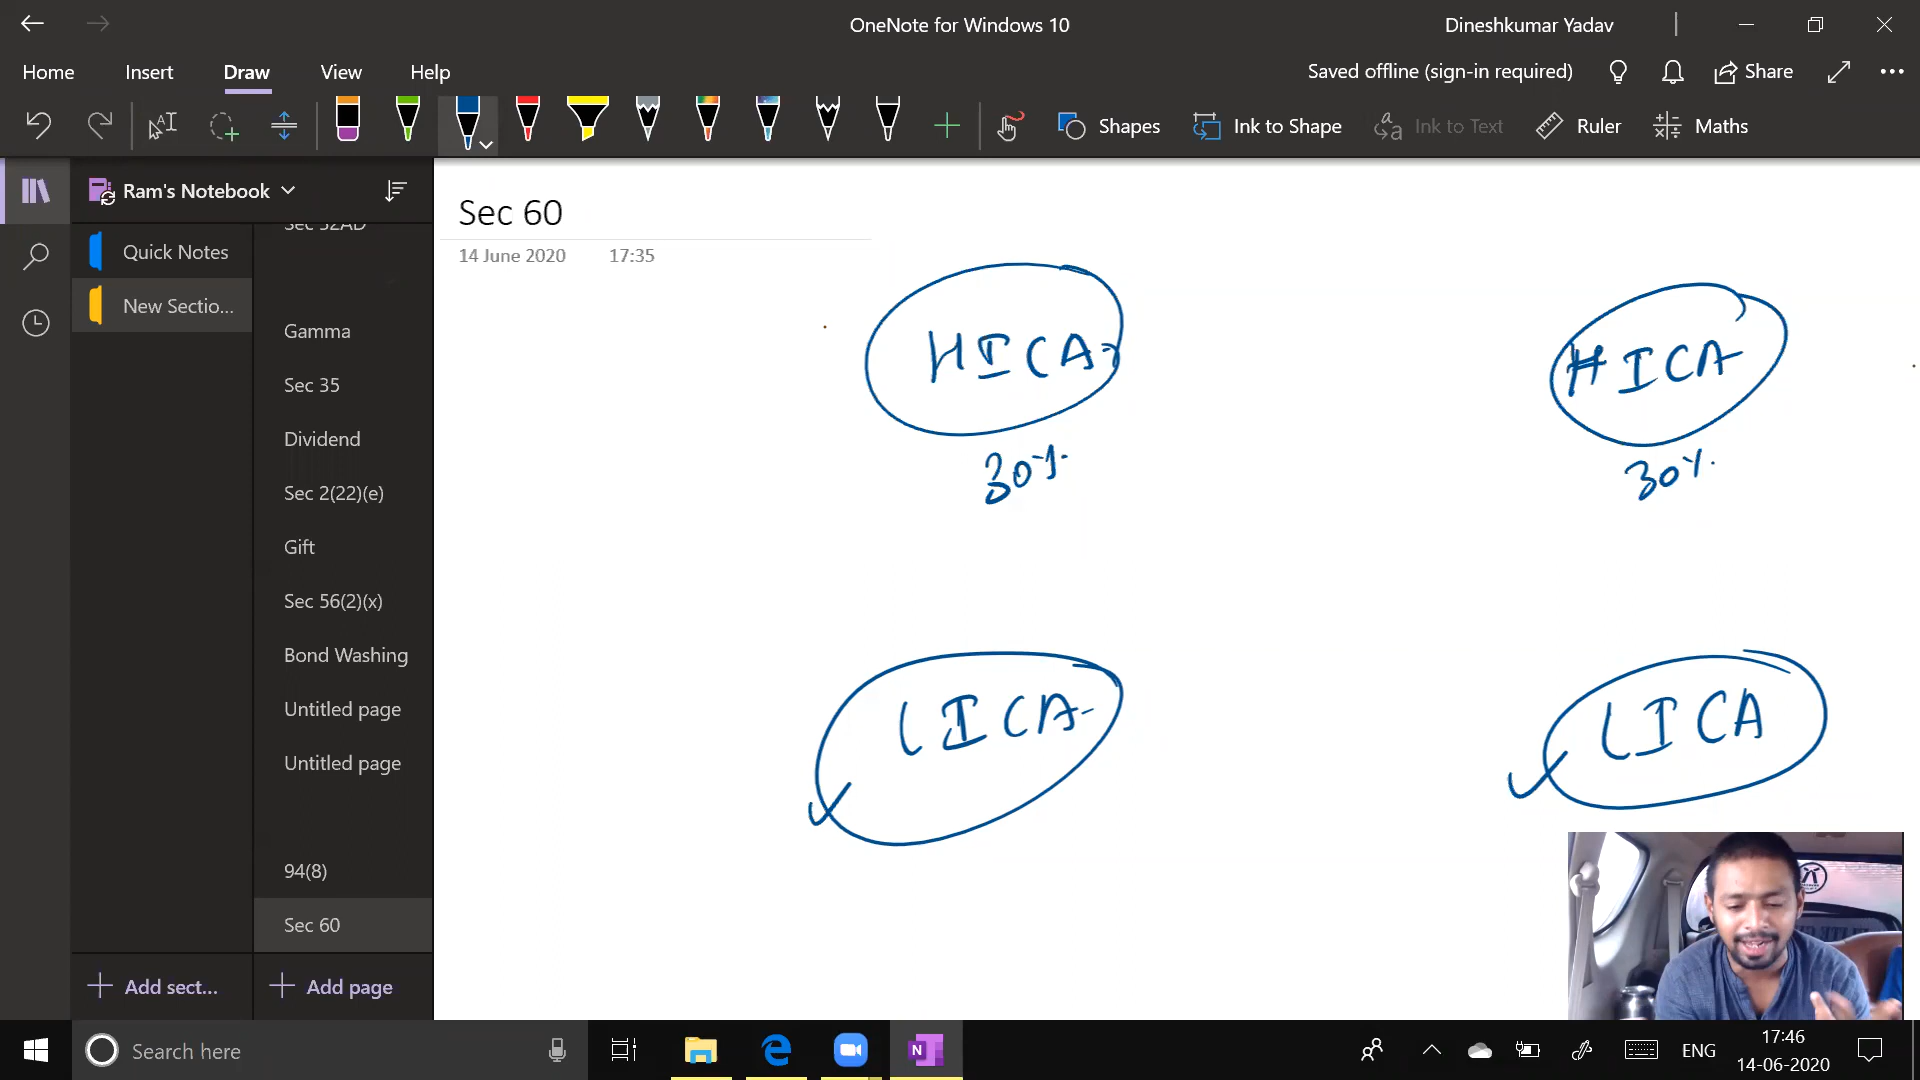 OneNote for Windows 10
Dineshkumar Yadav
Home Insert Draw View Help
Saved offline (sign-in required)
Share
Shapes
Ink to Shape
Ink to Text
Ruler
Maths
Ram's Notebook
Quick Notes
New Sectio...
Sec 52AD
Gamma
Sec 35
Dividend
Sec 2(22)(e)
Gift
Sec 56(2)(x)
Bond Washing
Untitled page
Untitled page
94(8)
Sec 60
Add sect...
Add page
Sec 60
14 June 2020 17:35
HICA HICA
30% 30%
LICA LICA
Search here
ENG
17:46
14-06-2020